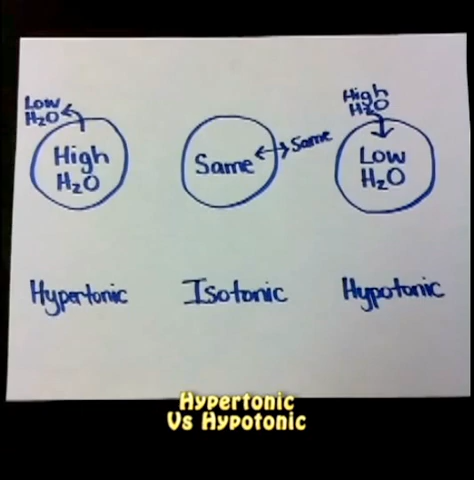 Low
H₂O
High
H₂O
Hypertonic
Same
Same
Isotonic
High
H₂O
Low
H₂O
Hypotonic
Hypertonic
Vs Hypotonic